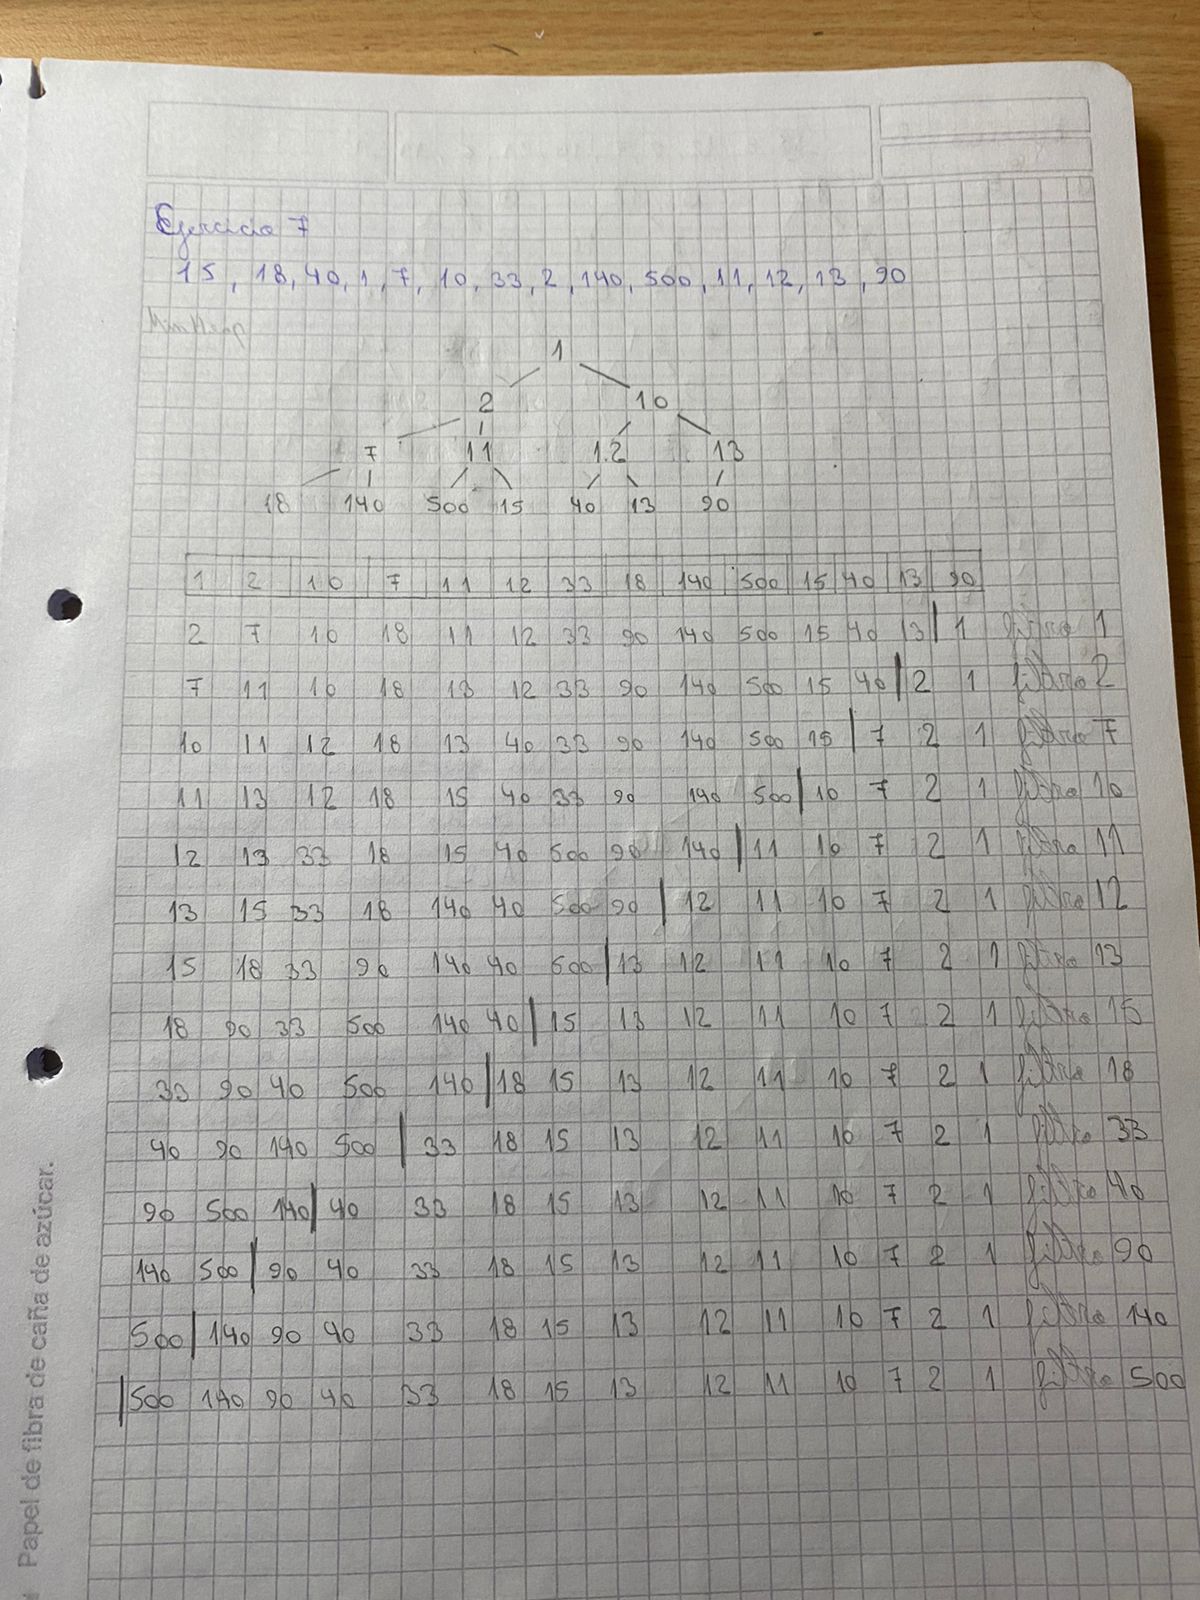 Ejercicio 7
15, 18, 40, 1, 7, 10, 33, 2, 140, 500, 11, 12, 13, 90
MinHeap
1
2 10
7 11 12 13
18 140 500 15 40 13 90
1 2 10 7 11 12 33 18 140 500 15 40 13 90
2 7 10 18 11 12 33 90 140 500 15 40 13 | 1 filtro 1
7 11 10 18 13 12 33 90 140 500 15 40 | 2 1 filtro 2
10 11 12 18 13 40 33 90 140 500 15 | 7 2 1 filtro 7
11 13 12 18 15 40 33 90 140 500 | 10 7 2 1 filtro 10
12 13 33 18 15 40 500 90 140 | 11 10 7 2 1 filtro 11
13 15 33 18 140 40 500 90 | 12 11 10 7 2 1 filtro 12
15 18 33 90 140 40 500 | 13 12 11 10 7 2 1 filtro 13
18 90 33 500 140 40 | 15 13 12 11 10 7 2 1 filtro 15
33 90 40 500 140 | 18 15 13 12 11 10 7 2 1 filtro 18
40 90 140 500 | 33 18 15 13 12 11 10 7 2 1 filtro 33
90 500 140 | 40 33 18 15 13 12 11 10 7 2 1 filtro 40
140 500 | 90 40 33 18 15 13 12 11 10 7 2 1 filtro 90
500 | 140 90 40 33 18 15 13 12 11 10 7 2 1 filtro 140
| 500 140 90 40 33 18 15 13 12 11 10 7 2 1 filtro 500
Papel de fibra de caña de azúcar.